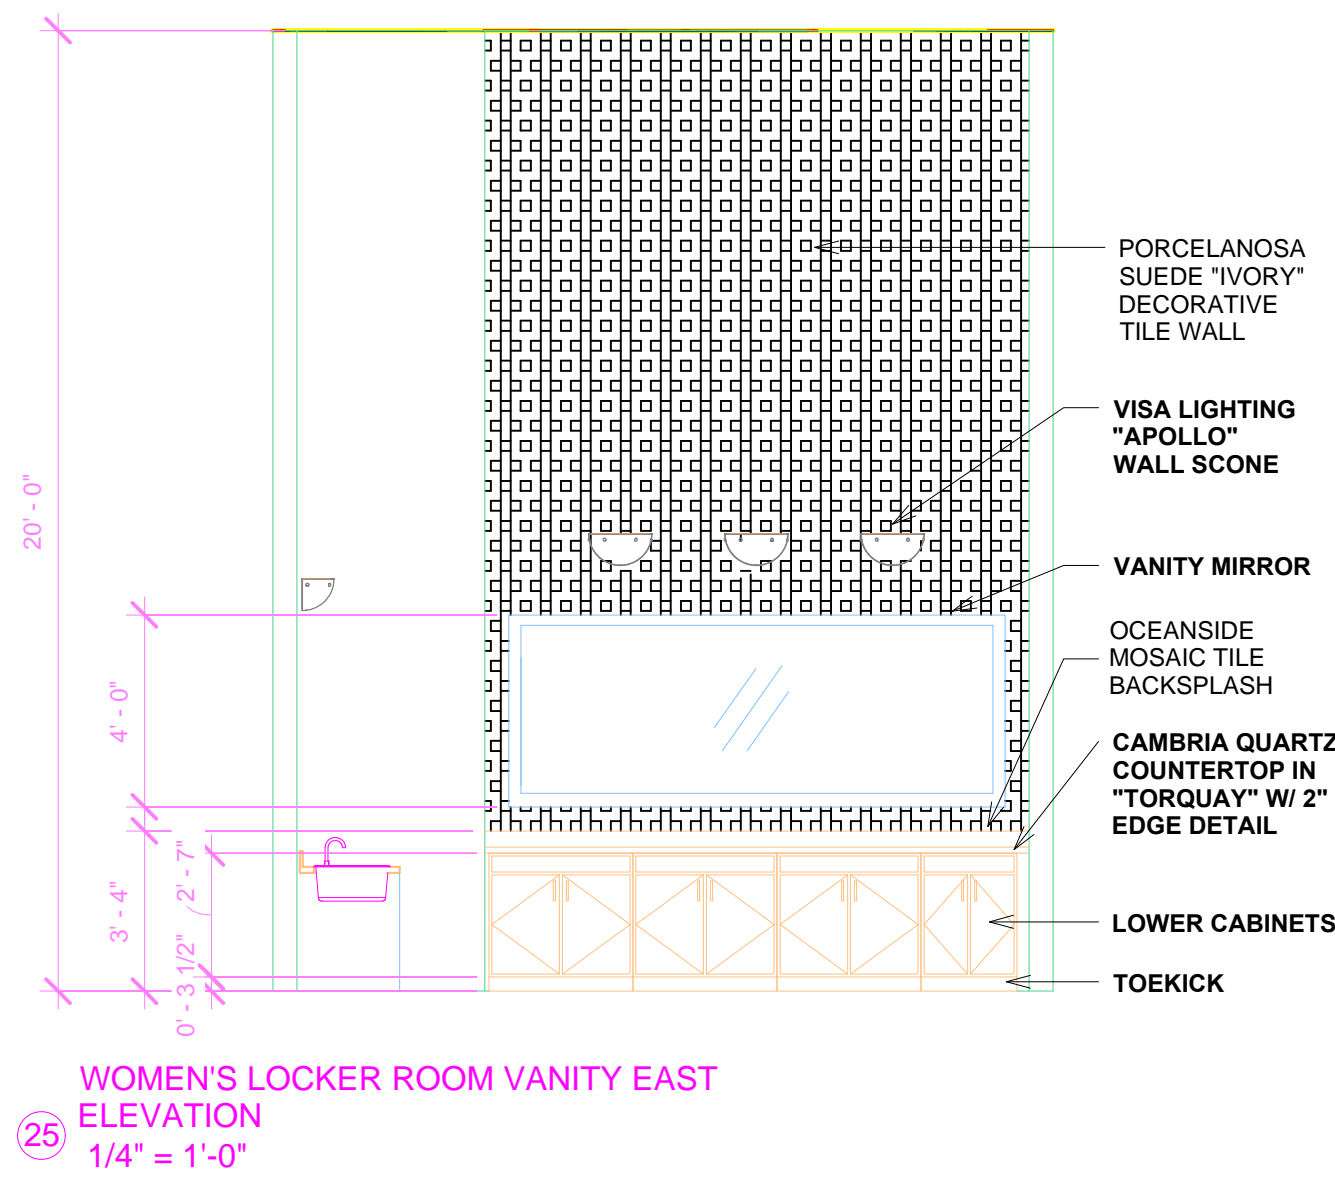 PORCELANOSA
SUEDE "IVORY"
DECORATIVE
TILE WALL
VISA LIGHTING
"APOLLO"
WALL SCONE
20' - 0"
VANITY MIRROR
OCEANSIDE
MOSAIC TILE
BACKSPLASH
4' - 0"
CAMBRIA QUARTZ
COUNTERTOP IN
"TORQUAY" W/ 2"
EDGE DETAIL
3' - 4"
2' - 7"
0' - 3 1/2"
LOWER CABINETS
TOEKICK
WOMEN'S LOCKER ROOM VANITY EAST
ELEVATION
25
1/4" = 1'-0"